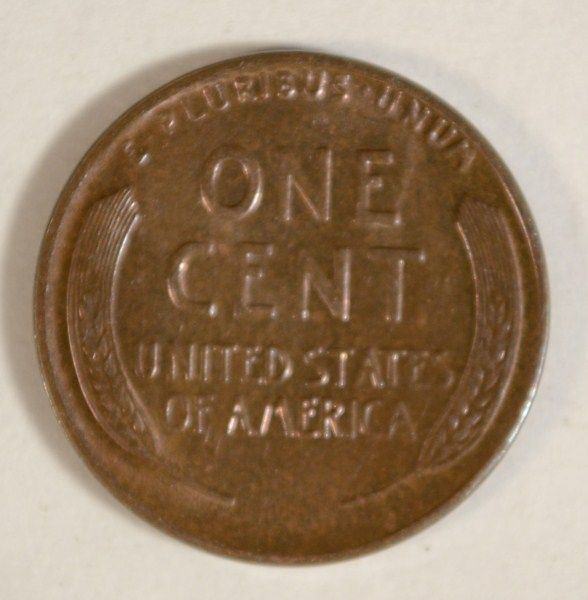 E·PLURIBUS·UNUM
ONE
CENT
UNITED STATES
OF AMERICA